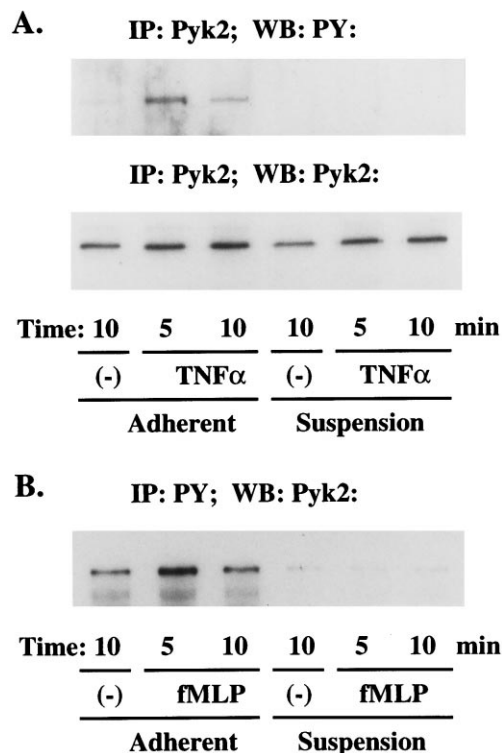 A.
IP: Pyk2; WB: PY:
IP: Pyk2; WB: Pyk2:
Time: 10 5 10 10 5 10 min
(-) TNFα (-) TNFα
Adherent Suspension
B.
IP: PY; WB: Pyk2:
Time: 10 5 10 10 5 10 min
(-) fMLP (-) fMLP
Adherent Suspension